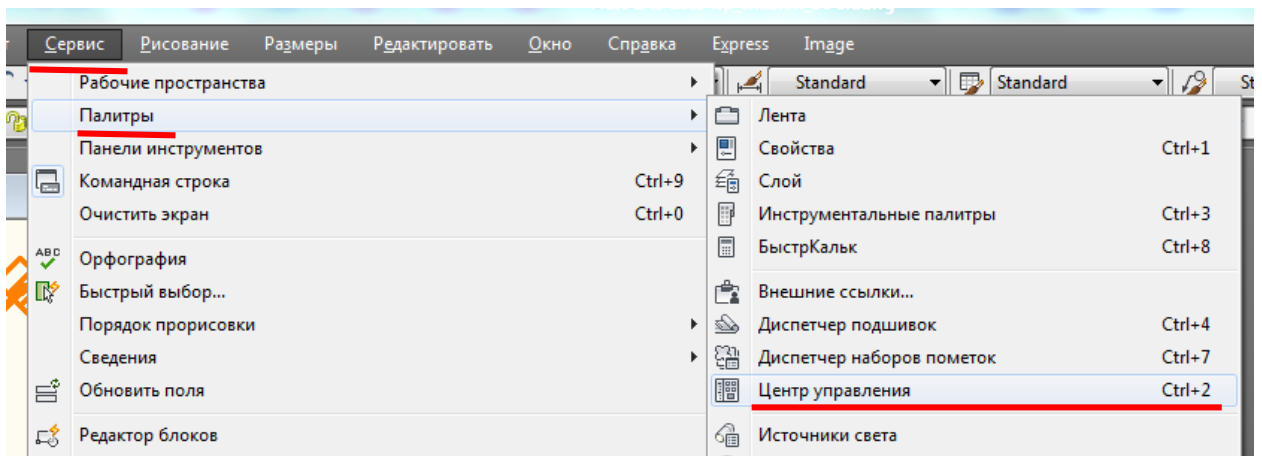 Сервис Рисование Размеры Редактировать Окно Справка Express Image
Standard Standard St
Рабочие пространства
Палитры
Панели инструментов
Командная строка Ctrl+9
Очистить экран Ctrl+0
ABC
Орфография
Быстрый выбор...
Порядок прорисовки
Сведения
Обновить поля
Редактор блоков
Лента
Свойства Ctrl+1
Слой
Инструментальные палитры Ctrl+3
БыстрКальк Ctrl+8
Внешние ссылки...
Диспетчер подшивок Ctrl+4
Диспетчер наборов пометок Ctrl+7
Центр управления Ctrl+2
Источники света